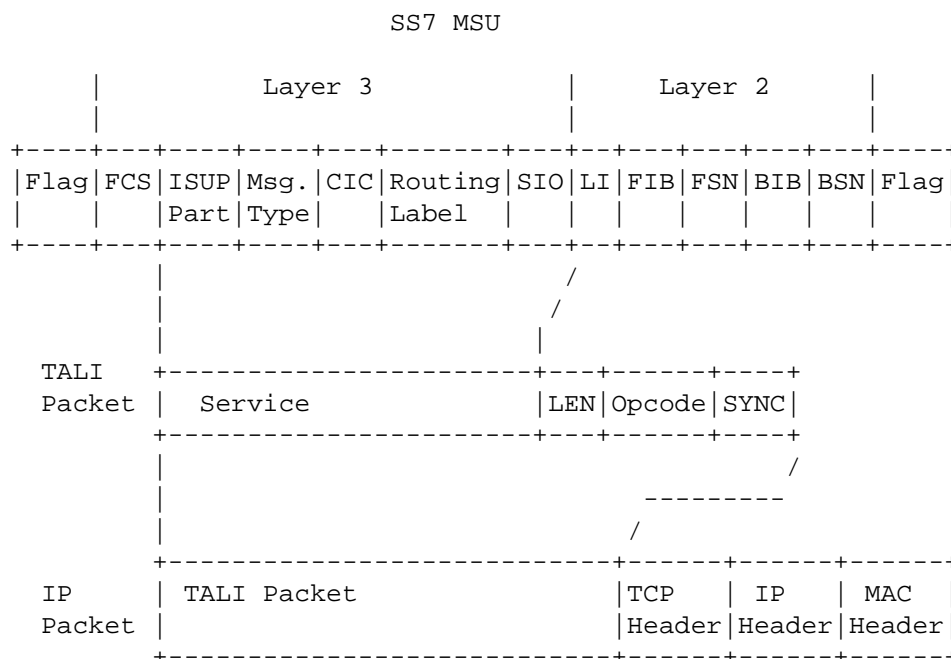 SS7 MSU
| Layer 3 | Layer 2 |
| | |
+----+---+----+----+---+-------+---+--+---+---+---+---+----+
|Flag|FCS|ISUP|Msg.|CIC|Routing|SIO|LI|FIB|FSN|BIB|BSN|Flag|
| | |Part|Type| |Label | | | | | | | |
+----+---+----+----+---+-------+---+--+---+---+---+---+----+
| /
| /
| |
TALI +-----------------------+---+------+----+
Packet | Service |LEN|Opcode|SYNC|
+-----------------------+---+------+----+
| /
| ---------
| /
+----------------------------+------+------+------
IP | TALI Packet |TCP | IP | MAC |
Packet | |Header|Header|Header|
+----------------------------+------+------+------